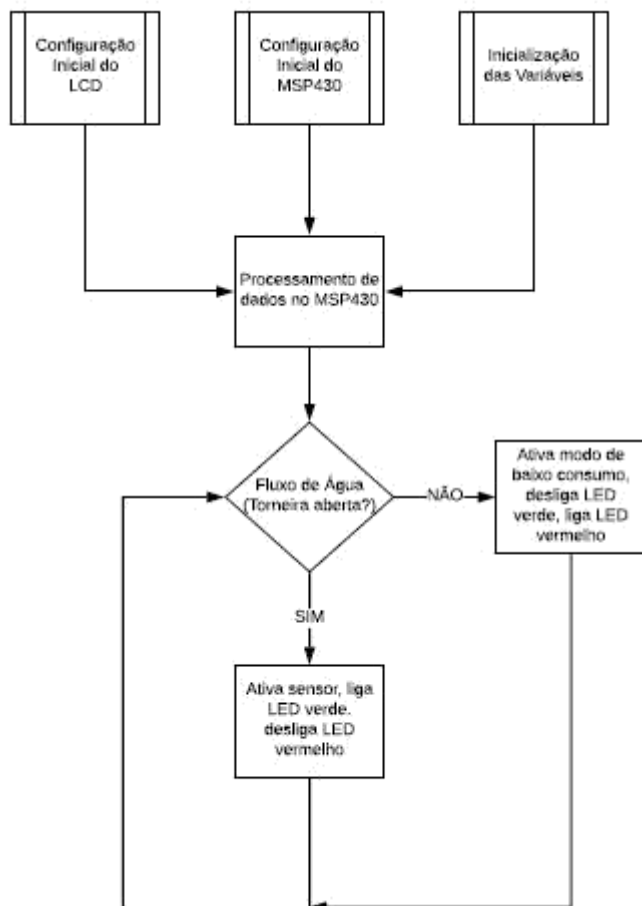 Configuração
Inicial do
LCD
Configuração
Inicial do
MSP430
Inicialização
das Variáveis
Processamento de
dados no MSP430
Fluxo de Água
(Torneira aberta?)
NÃO
Ativa modo de
baixo consumo,
desliga LED
verde, liga LED
vermelho
SIM
Ativa sensor, liga
LED verde.
desliga LED
vermelho